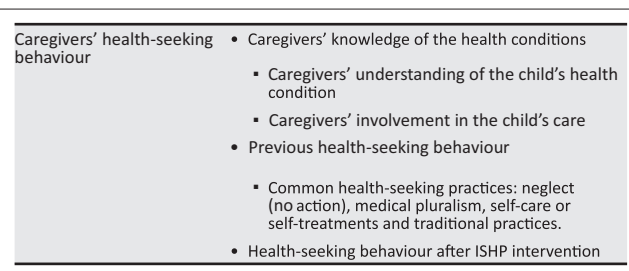 Caregivers’ health-seeking
behaviour
• Caregivers’ knowledge of the health conditions
▪ Caregivers’ understanding of the child’s health
condition
▪ Caregivers’ involvement in the child’s care
• Previous health-seeking behaviour
▪ Common health-seeking practices: neglect
(no action), medical pluralism, self-care or
self-treatments and traditional practices.
• Health-seeking behaviour after ISHP intervention